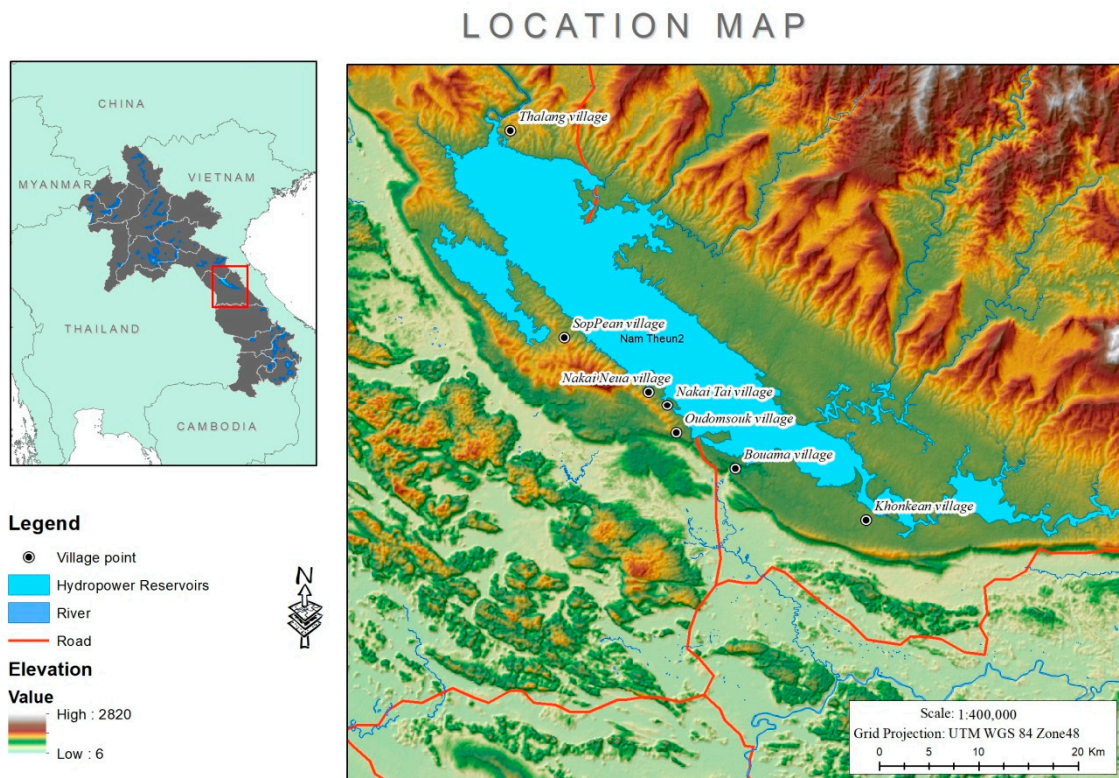 LOCATION MAP
CHINA
MYANMAR
VIETNAM
THAILAND
CAMBODIA
Thalang village
SopPean village
Nam Theun2
Nakai Neua village
Nakai Tai village
Oudomsouk village
Bouama village
Khonkean village
Legend
Village point
Hydropower Reservoirs
River
Road
N
Elevation
Value
High : 2820
Low : 6
Scale: 1:400,000
Grid Projection: UTM WGS 84 Zone48
0 5 10 20 Km